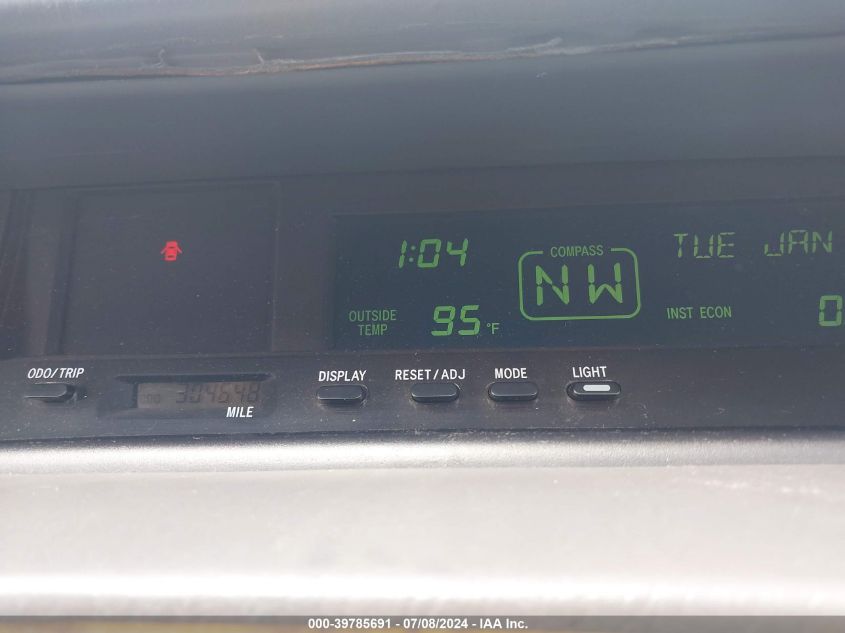 1:04
COMPASS
NW
TUE JAN
OUTSIDE
TEMP
95°F
INST ECON
0
ODO/TRIP
304648
MILE
DISPLAY
RESET/ADJ
MODE
LIGHT
000-39785691 - 07/08/2024 - IAA Inc.